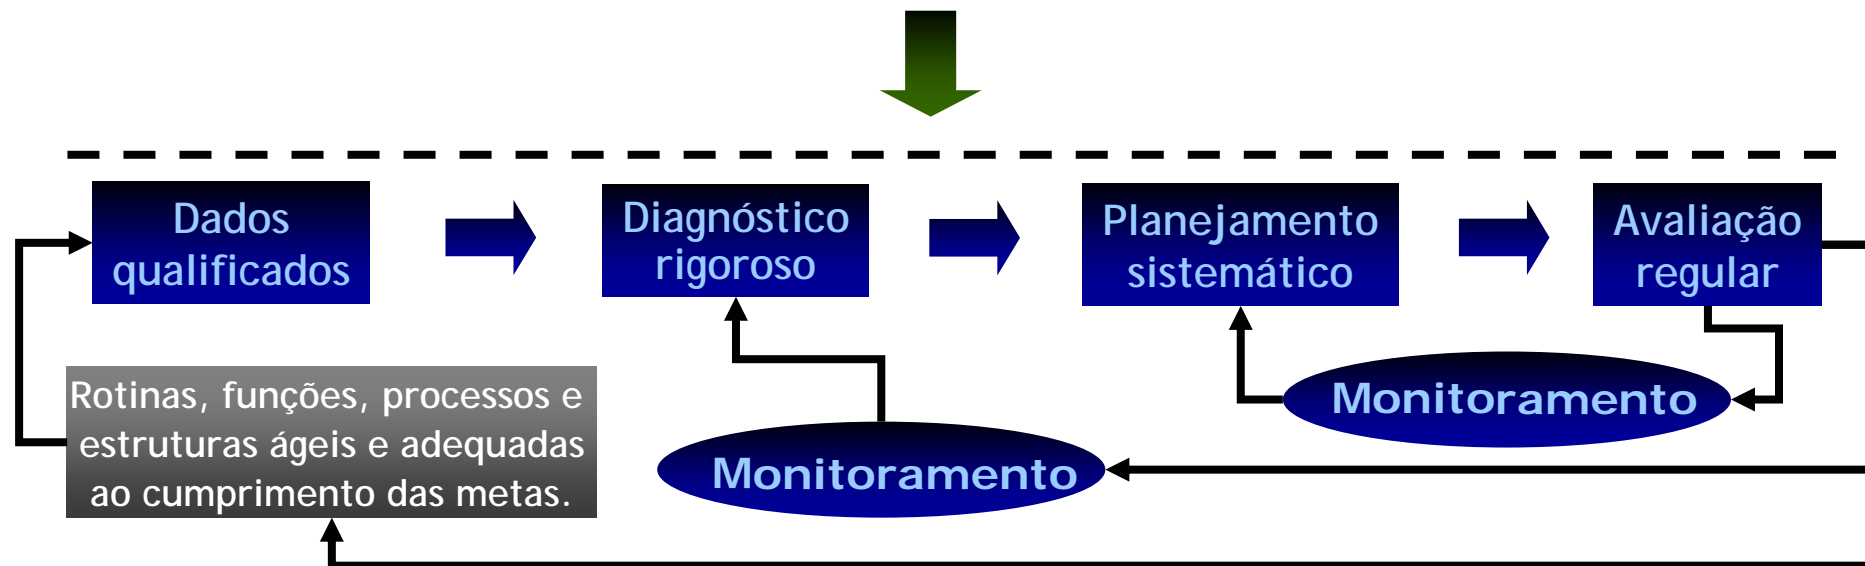 Dados
qualificados
Diagnóstico
rigoroso
Planejamento
sistemático
Avaliação
regular
Rotinas, funções, processos e
estruturas ágeis e adequadas
ao cumprimento das metas.
Monitoramento
Monitoramento